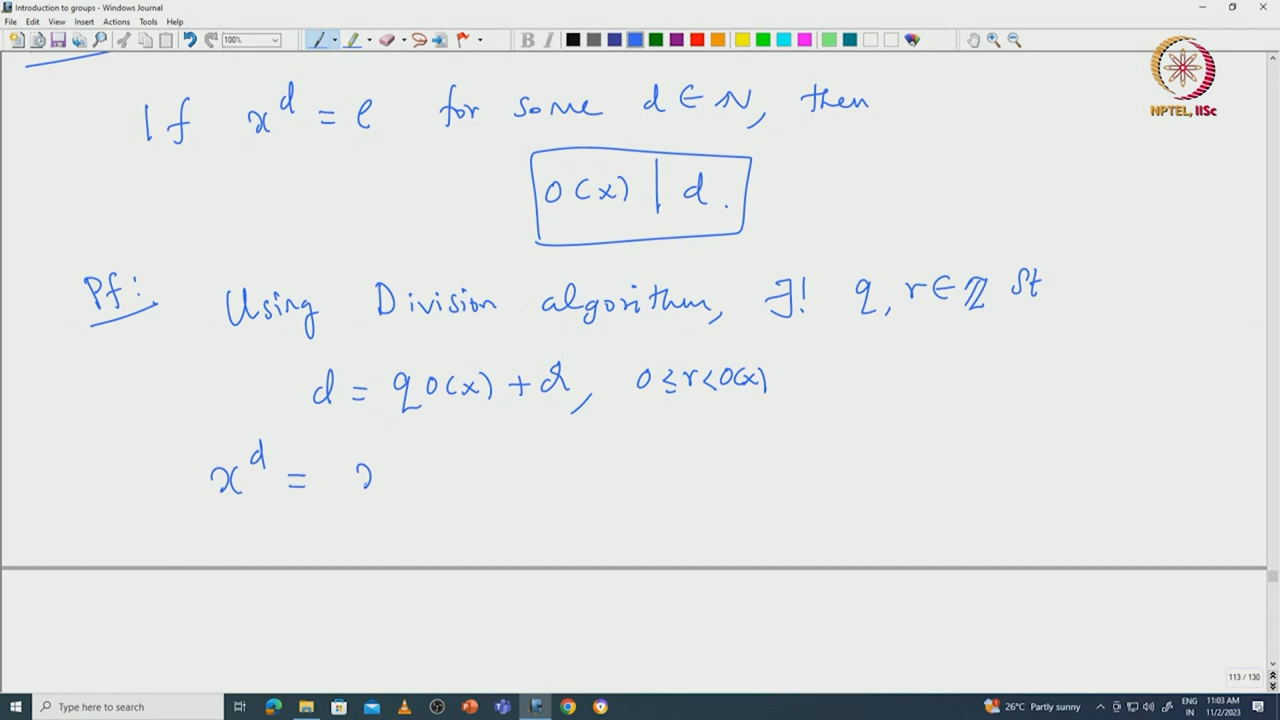 Introduction to groups - Windows Journal
File Edit View Insert Actions Tools Help
100% B I
NPTEL, IISc
If x^d = e for some d ∈ N, then
o(x) | d.
Pf: Using Division algorithm, ∃! q, r ∈ ℤ st
d = q o(x) + r, 0 ≤ r < o(x)
x^d = x
113 / 130
Type here to search 26°C Partly sunny ENG IN 11:03 AM 11/2/2023